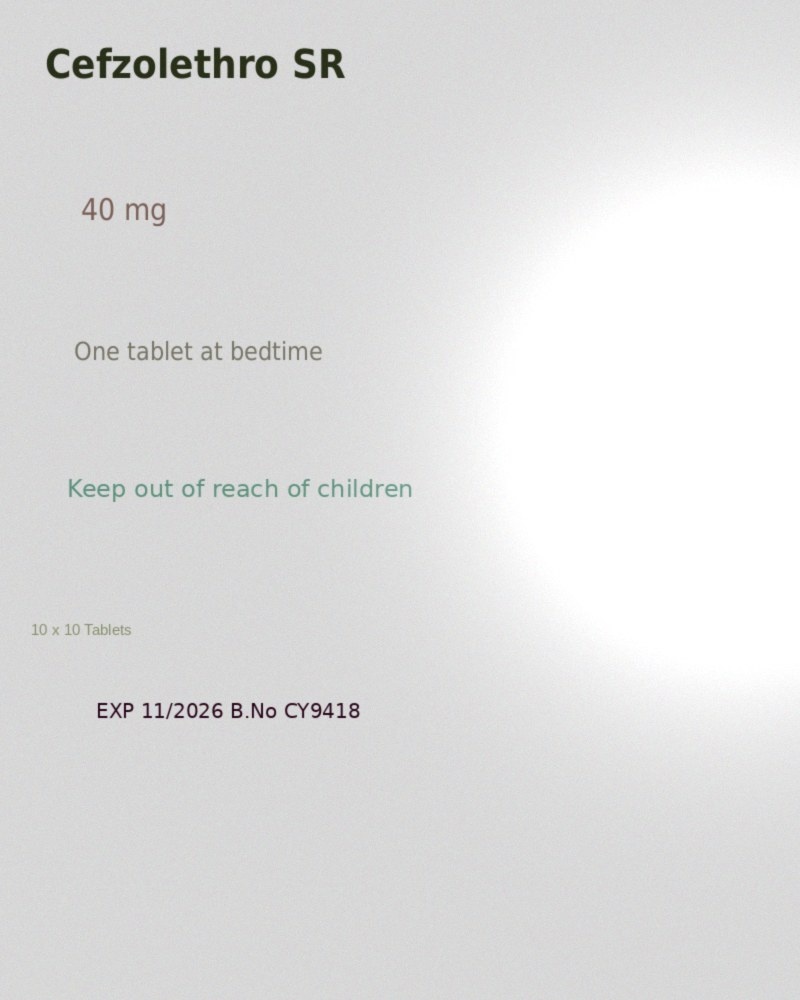 Cefzolethro SR
40 mg
One tablet at bedtime
Keep out of reach of children
10 x 10 Tablets
EXP 11/2026 B.No CY9418